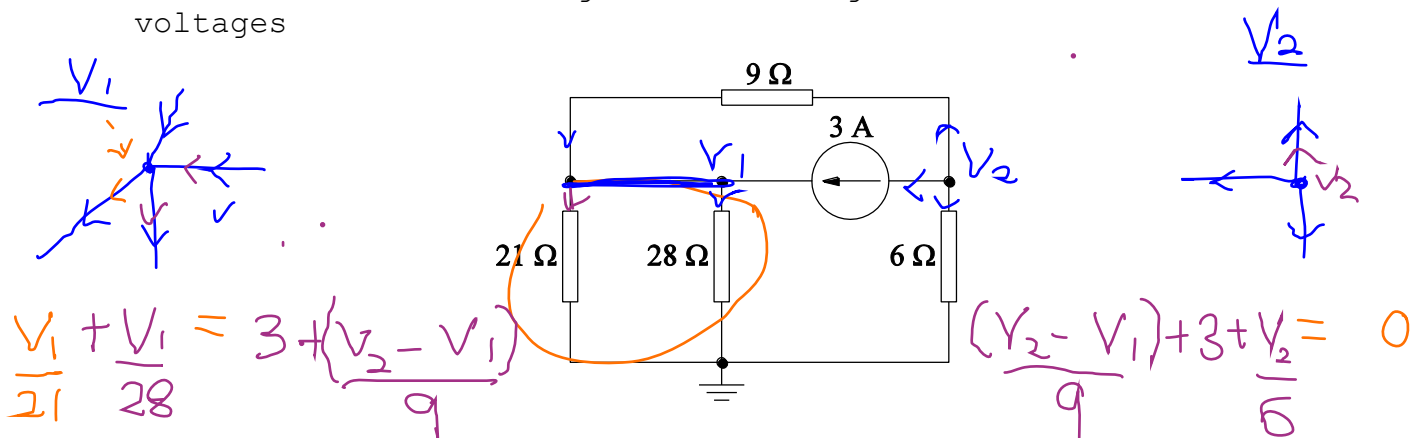 voltages
V1
V2
9 Ω
3 A
V1
V2
V2
21 Ω
28 Ω
6 Ω
V1/21 + V1/28 = 3 + (V2 - V1)/9
(V2 - V1)/9 + 3 + V2/6 = 0